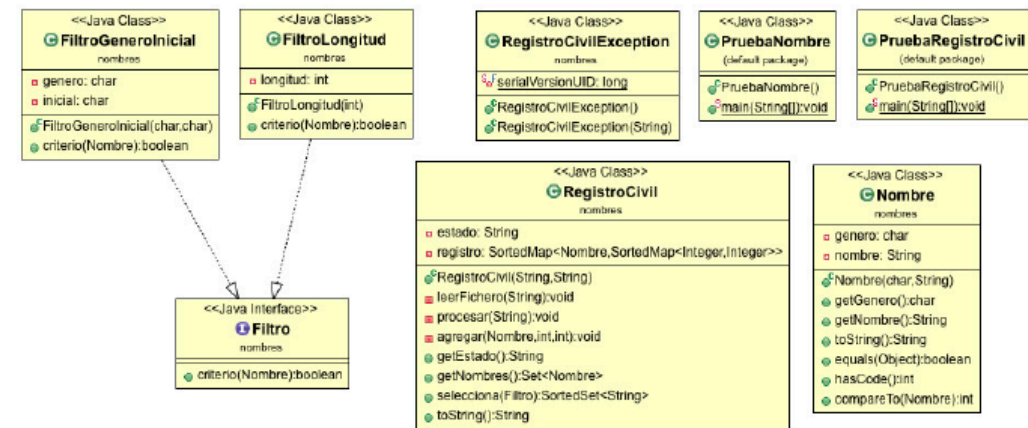 <<Java Class>>
FiltroGeneroInicial
nombres
genero: char
inicial: char
FiltroGeneroInicial(char,char)
criterio(Nombre):boolean
<<Java Class>>
FiltroLongitud
nombres
longitud: int
FiltroLongitud(int)
criterio(Nombre):boolean
<<Java Class>>
RegistroCivilException
nombres
serialVersionUID: long
RegistroCivilException()
RegistroCivilException(String)
<<Java Class>>
PruebaNombre
(default package)
PruebaNombre()
main(String[]):void
<<Java Class>>
PruebaRegistroCivil
(default package)
PruebaRegistroCivil()
main(String[]):void
<<Java Interface>>
Filtro
nombres
criterio(Nombre):boolean
<<Java Class>>
RegistroCivil
nombres
estado: String
registro: SortedMap<Nombre,SortedMap<Integer,Integer>>
RegistroCivil(String,String)
leerFichero(String):void
procesar(String):void
agregar(Nombre,int,int):void
getEstado():String
getNombres():Set<Nombre>
selecciona(Filtro):SortedSet<String>
toString():String
<<Java Class>>
Nombre
nombres
genero: char
nombre: String
Nombre(char,String)
getGenero():char
getNombre():String
toString():String
equals(Object):boolean
hasCode():int
compareTo(Nombre):int